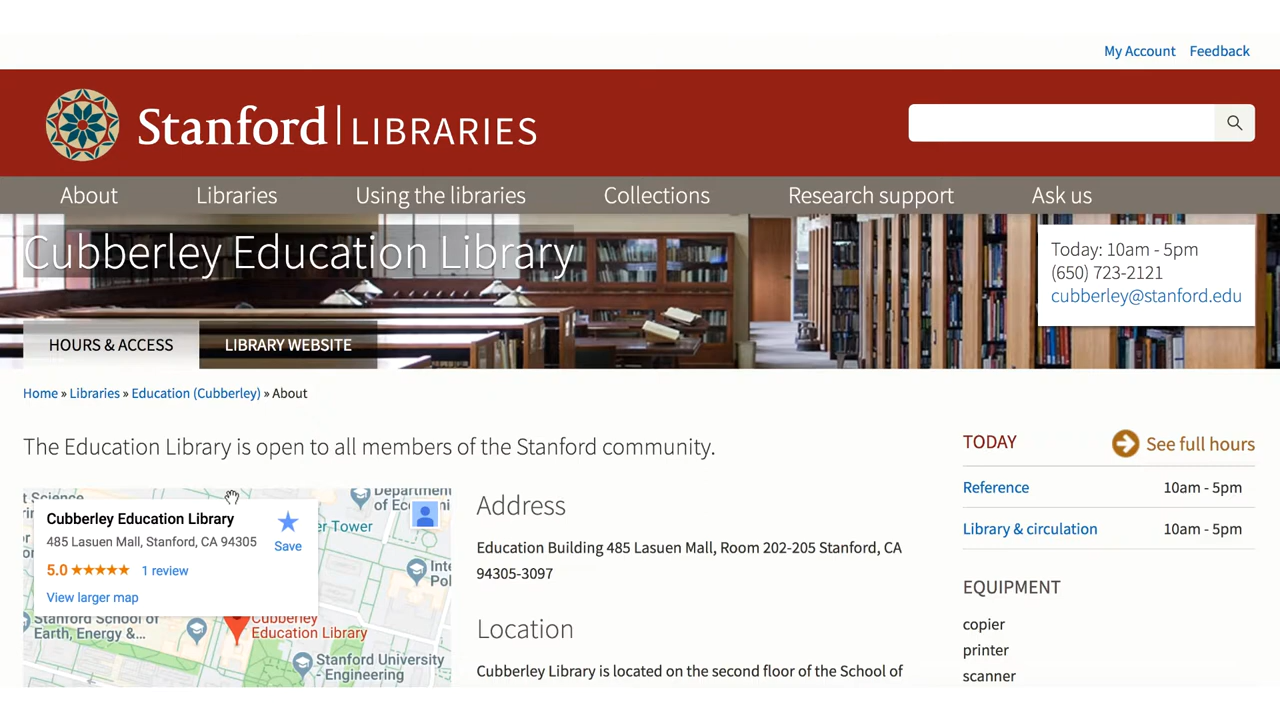 My Account Feedback
Stanford LIBRARIES
About Libraries Using the libraries Collections Research support Ask us
Cubberley Education Library
Today: 10am - 5pm
(650) 723-2121
cubberley@stanford.edu
HOURS & ACCESS LIBRARY WEBSITE
Home » Libraries » Education (Cubberley) » About
The Education Library is open to all members of the Stanford community.
Cubberley Education Library
485 Lasuen Mall, Stanford, CA 94305
Save
5.0 ★★★★★ 1 review
View larger map
Cubberley
Education Library
Stanford School of
Earth, Energy &...
Stanford University
- Engineering
Address
Education Building 485 Lasuen Mall, Room 202-205 Stanford, CA
94305-3097
Location
Cubberley Library is located on the second floor of the School of
TODAY See full hours
Reference 10am - 5pm
Library & circulation 10am - 5pm
EQUIPMENT
copier
printer
scanner